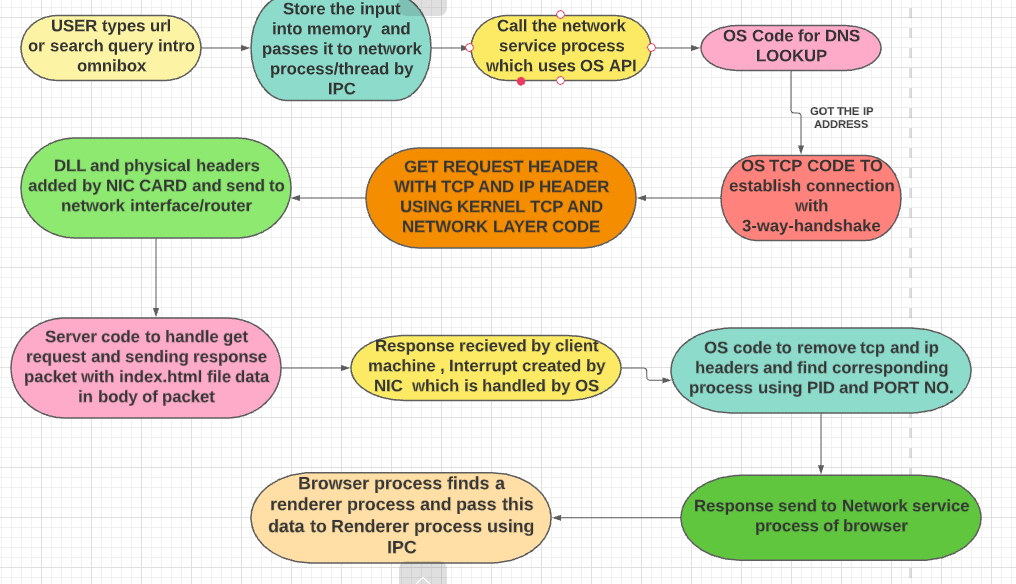 USER types url
or search query intro
omnibox
Store the input
into memory and
passes it to network
process/thread by
IPC
Call the network
service process
which uses OS API
OS Code for DNS
LOOKUP
GOT THE IP
ADDRESS
DLL and physical headers
added by NIC CARD and send to
network interface/router
GET REQUEST HEADER
WITH TCP AND IP HEADER
USING KERNEL TCP AND
NETWORK LAYER CODE
OS TCP CODE TO
establish connection
with
3-way-handshake
Server code to handle get
request and sending response
packet with index.html file data
in body of packet
Response recieved by client
machine , Interrupt created by
NIC which is handled by OS
OS code to remove tcp and ip
headers and find corresponding
process using PID and PORT NO.
Browser process finds a
renderer process and pass this
data to Renderer process using
IPC
Response send to Network service
process of browser